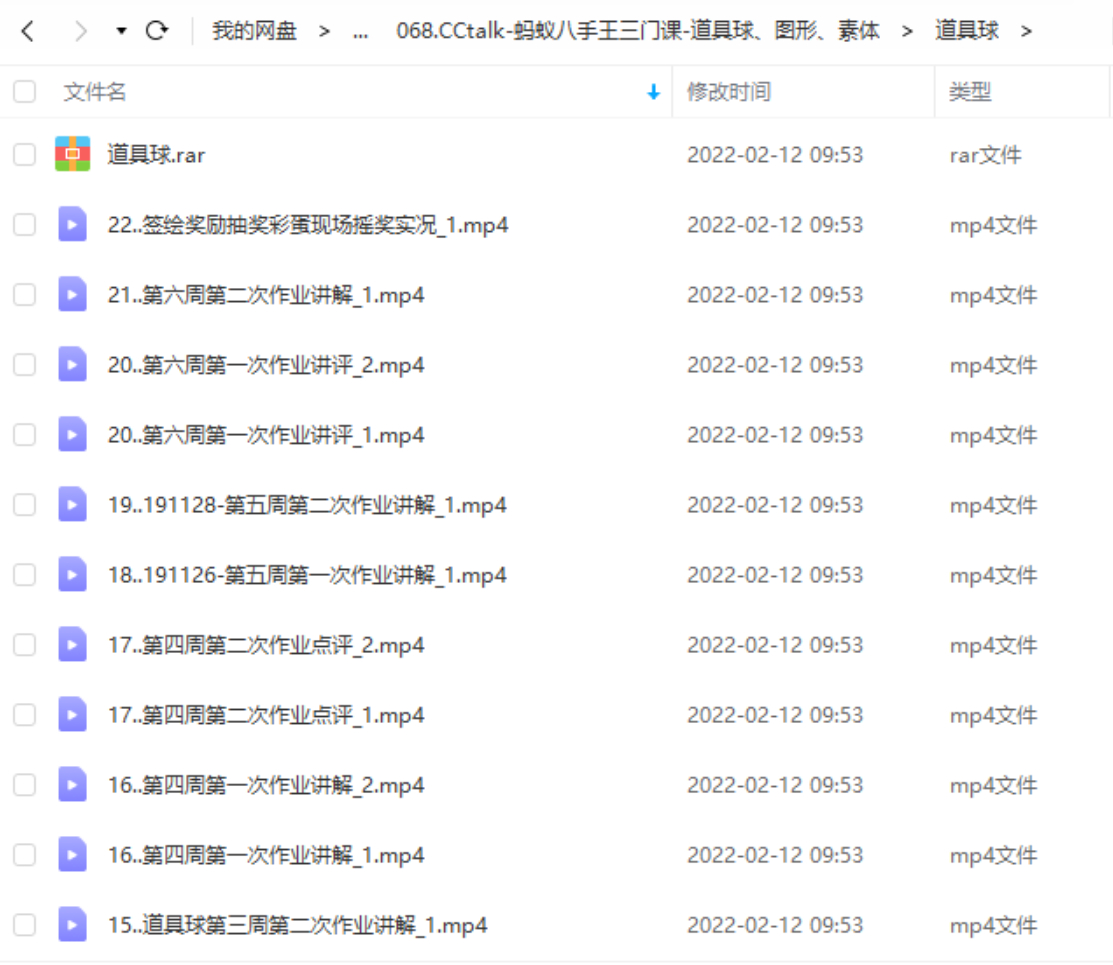 我的网盘 > ... 068.CCtalk-蚂蚁八手王三门课-道具球、图形、素体 > 道具球 >
文件名 修改时间 类型
道具球.rar 2022-02-12 09:53 rar文件
22..签绘奖励抽奖彩蛋现场摇奖实况_1.mp4 2022-02-12 09:53 mp4文件
21..第六周第二次作业讲解_1.mp4 2022-02-12 09:53 mp4文件
20..第六周第一次作业讲评_2.mp4 2022-02-12 09:53 mp4文件
20..第六周第一次作业讲评_1.mp4 2022-02-12 09:53 mp4文件
19..191128-第五周第二次作业讲解_1.mp4 2022-02-12 09:53 mp4文件
18..191126-第五周第一次作业讲解_1.mp4 2022-02-12 09:53 mp4文件
17..第四周第二次作业点评_2.mp4 2022-02-12 09:53 mp4文件
17..第四周第二次作业点评_1.mp4 2022-02-12 09:53 mp4文件
16..第四周第一次作业讲解_2.mp4 2022-02-12 09:53 mp4文件
16..第四周第一次作业讲解_1.mp4 2022-02-12 09:53 mp4文件
15..道具球第三周第二次作业讲解_1.mp4 2022-02-12 09:53 mp4文件